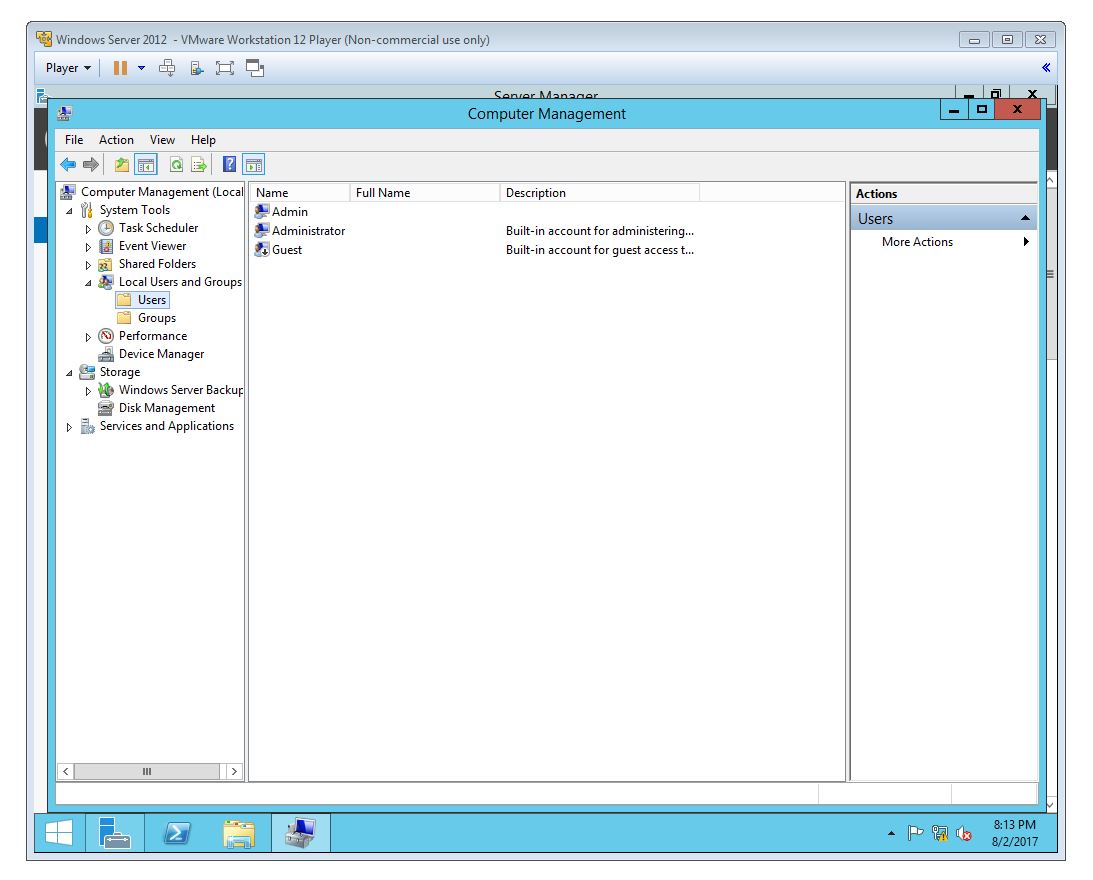 Windows Server 2012 - VMware Workstation 12 Player (Non-commercial use only)
Player
Server Manager
Computer Management
File Action View Help
Computer Management (Local
System Tools
Task Scheduler
Event Viewer
Shared Folders
Local Users and Groups
Users
Groups
Performance
Device Manager
Storage
Windows Server Backup
Disk Management
Services and Applications
Name Full Name Description
Admin
Administrator Built-in account for administering...
Guest Built-in account for guest access t...
Actions
Users
More Actions
8:13 PM
8/2/2017